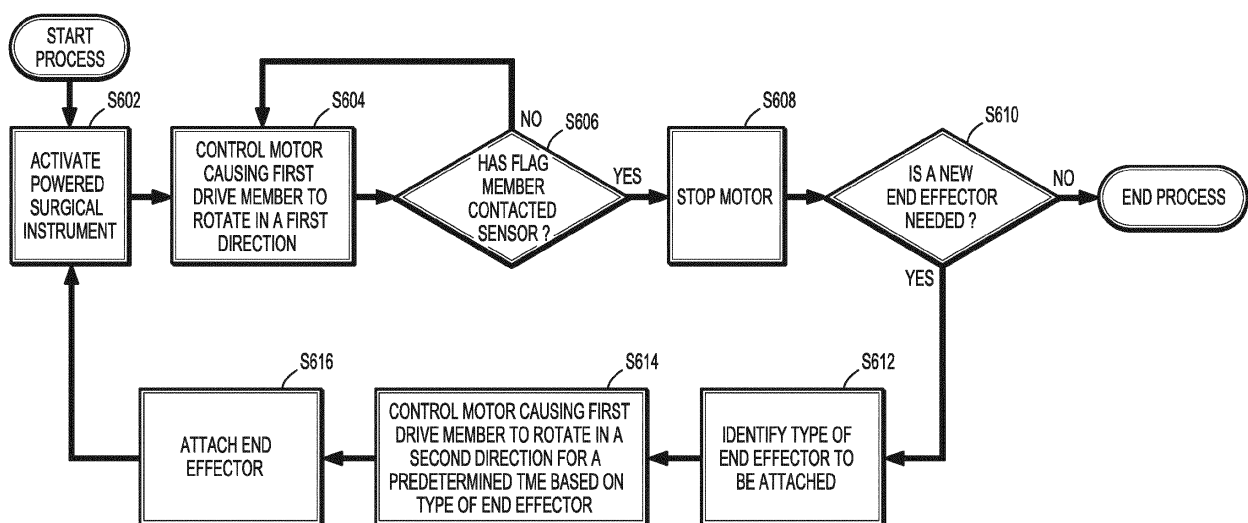 START
PROCESS
S602
ACTIVATE
POWERED
SURGICAL
INSTRUMENT
S604
CONTROL MOTOR
CAUSING FIRST
DRIVE MEMBER TO
ROTATE IN A FIRST
DIRECTION
NO
S606
HAS FLAG
MEMBER
CONTACTED
SENSOR ?
YES
S608
STOP MOTOR
S610
IS A NEW
END EFFECTOR
NEEDED ?
NO
END PROCESS
YES
S612
IDENTIFY TYPE OF
END EFFECTOR TO
BE ATTACHED
S614
CONTROL MOTOR CAUSING FIRST
DRIVE MEMBER TO ROTATE IN A
SECOND DIRECTION FOR A
PREDETERMINED TME BASED ON
TYPE OF END EFFECTOR
S616
ATTACH END
EFFECTOR